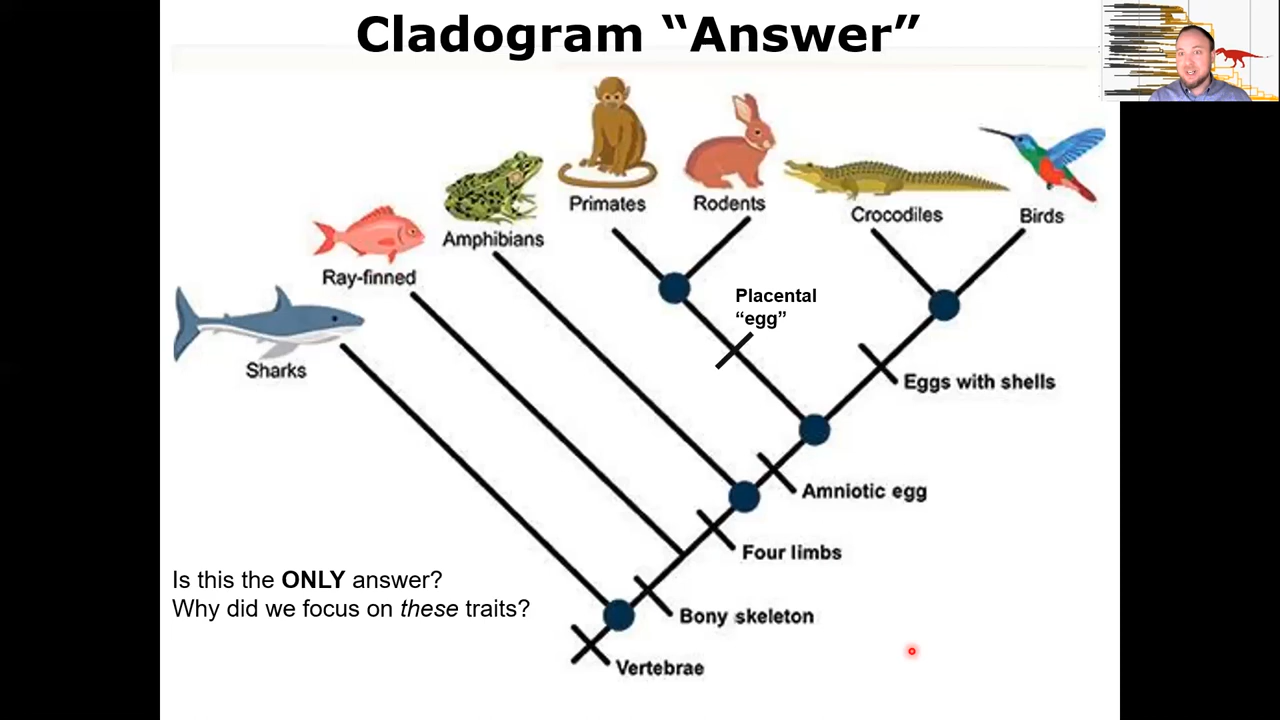 Cladogram “Answer”
Primates
Rodents
Amphibians
Crocodiles
Birds
Ray-finned
Placental
“egg”
Sharks
Eggs with shells
Amniotic egg
Four limbs
Is this the ONLY answer?
Why did we focus on these traits?
Bony skeleton
Vertebrae